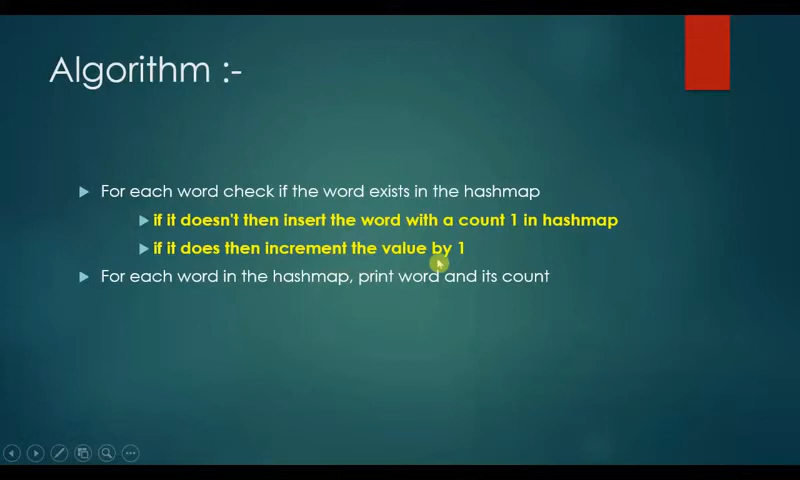 Algorithm :-
For each word check if the word exists in the hashmap
if it doesn't then insert the word with a count 1 in hashmap
if it does then increment the value by 1
For each word in the hashmap, print word and its count